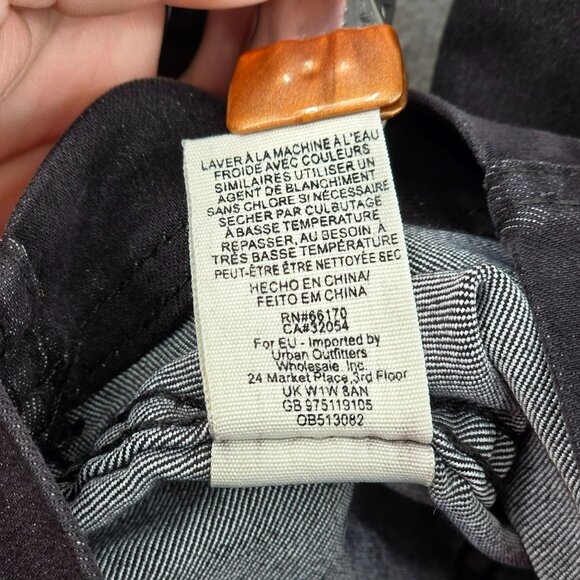 LAVER À LA MACHINE À L'EAU
FROIDE AVEC COULEURS
SIMILAIRES UTILISER UN
AGENT DE BLANCHIMENT
SANS CHLORE SI NÉCESSAIRE
SECHER PAR CULBUTAGE
À BASSE TEMPÉRATURE
REPASSER, AU BESOIN À
TRÈS BASSE TEMPÉRATURE
PEUT-ÊTRE ÊTRE NETTOYÉE SEC
HECHO EN CHINA/
FEITO EM CHINA
RN#66170
CA#32054
For EU - Imported by
Urban Outfitters
Wholesale Inc.
24 Market Place,3rd Floor
UK W1W 8AN
GB 975119105
OB513082